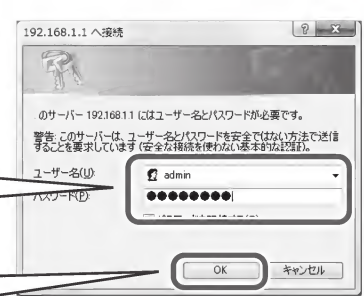 192.168.1.1 へ接続
のサーバー 192.168.1.1 にはユーザー名とパスワードが必要です。
警告: このサーバーは、ユーザー名とパスワードを安全ではない方法で送信
することを要求しています (安全な接続を使わない基本的な認証)。
ユーザー名(U):
admin
パスワード(P):
●●●●●●●●
OK
キャンセル